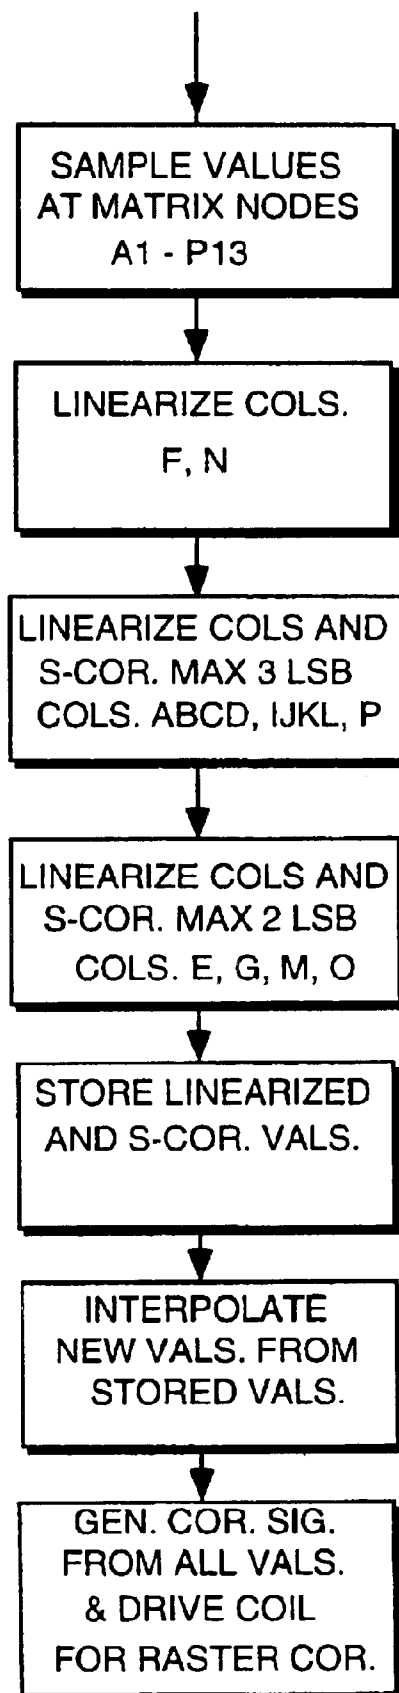 SAMPLE VALUES
AT MATRIX NODES
A1 - P13
LINEARIZE COLS.
F, N
LINEARIZE COLS AND
S-COR. MAX 3 LSB
COLS. ABCD, IJKL, P
LINEARIZE COLS AND
S-COR. MAX 2 LSB
COLS. E, G, M, O
STORE LINEARIZED
AND S-COR. VALS.
INTERPOLATE
NEW VALS. FROM
STORED VALS.
GEN. COR. SIG.
FROM ALL VALS.
& DRIVE COIL
FOR RASTER COR.